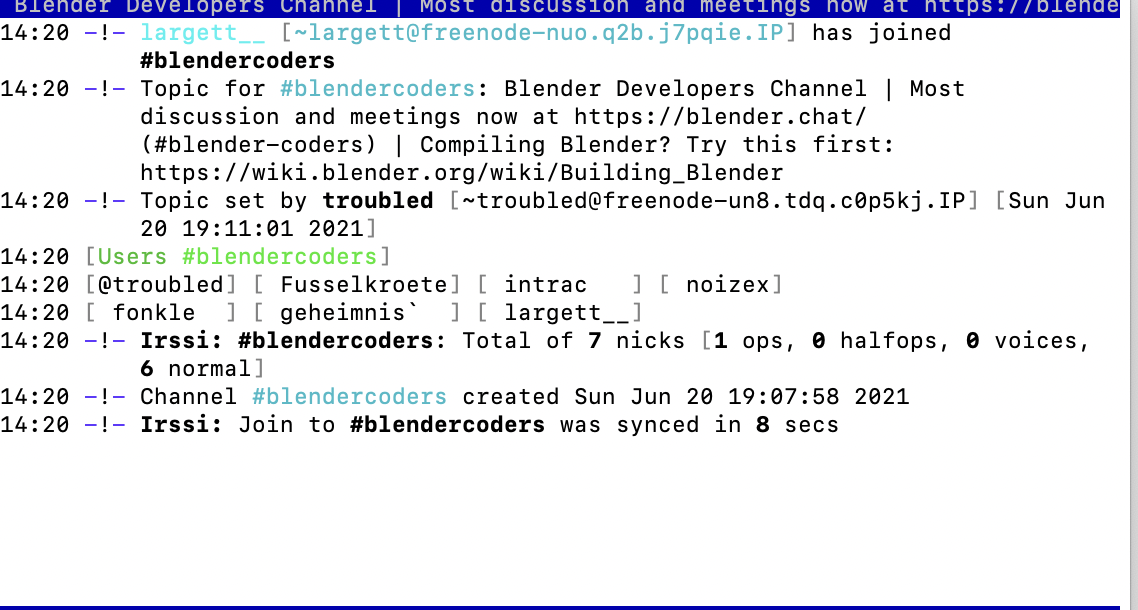 Blender Developers Channel | Most discussion and meetings now at https://blende
14:20 -!- largett__ [~largett@freenode-nuo.q2b.j7pqie.IP] has joined
#blendercoders
14:20 -!- Topic for #blendercoders: Blender Developers Channel | Most
discussion and meetings now at https://blender.chat/
(#blender-coders) | Compiling Blender? Try this first:
https://wiki.blender.org/wiki/Building_Blender
14:20 -!- Topic set by troubled [~troubled@freenode-un8.tdq.c0p5kj.IP] [Sun Jun
20 19:11:01 2021]
14:20 [Users #blendercoders]
14:20 [@troubled] [ Fusselkroete] [ intrac   ] [ noizex]
14:20 [ fonkle  ] [ geheimnis`  ] [ largett__]
14:20 -!- Irssi: #blendercoders: Total of 7 nicks [1 ops, 0 halfops, 0 voices,
6 normal]
14:20 -!- Channel #blendercoders created Sun Jun 20 19:07:58 2021
14:20 -!- Irssi: Join to #blendercoders was synced in 8 secs